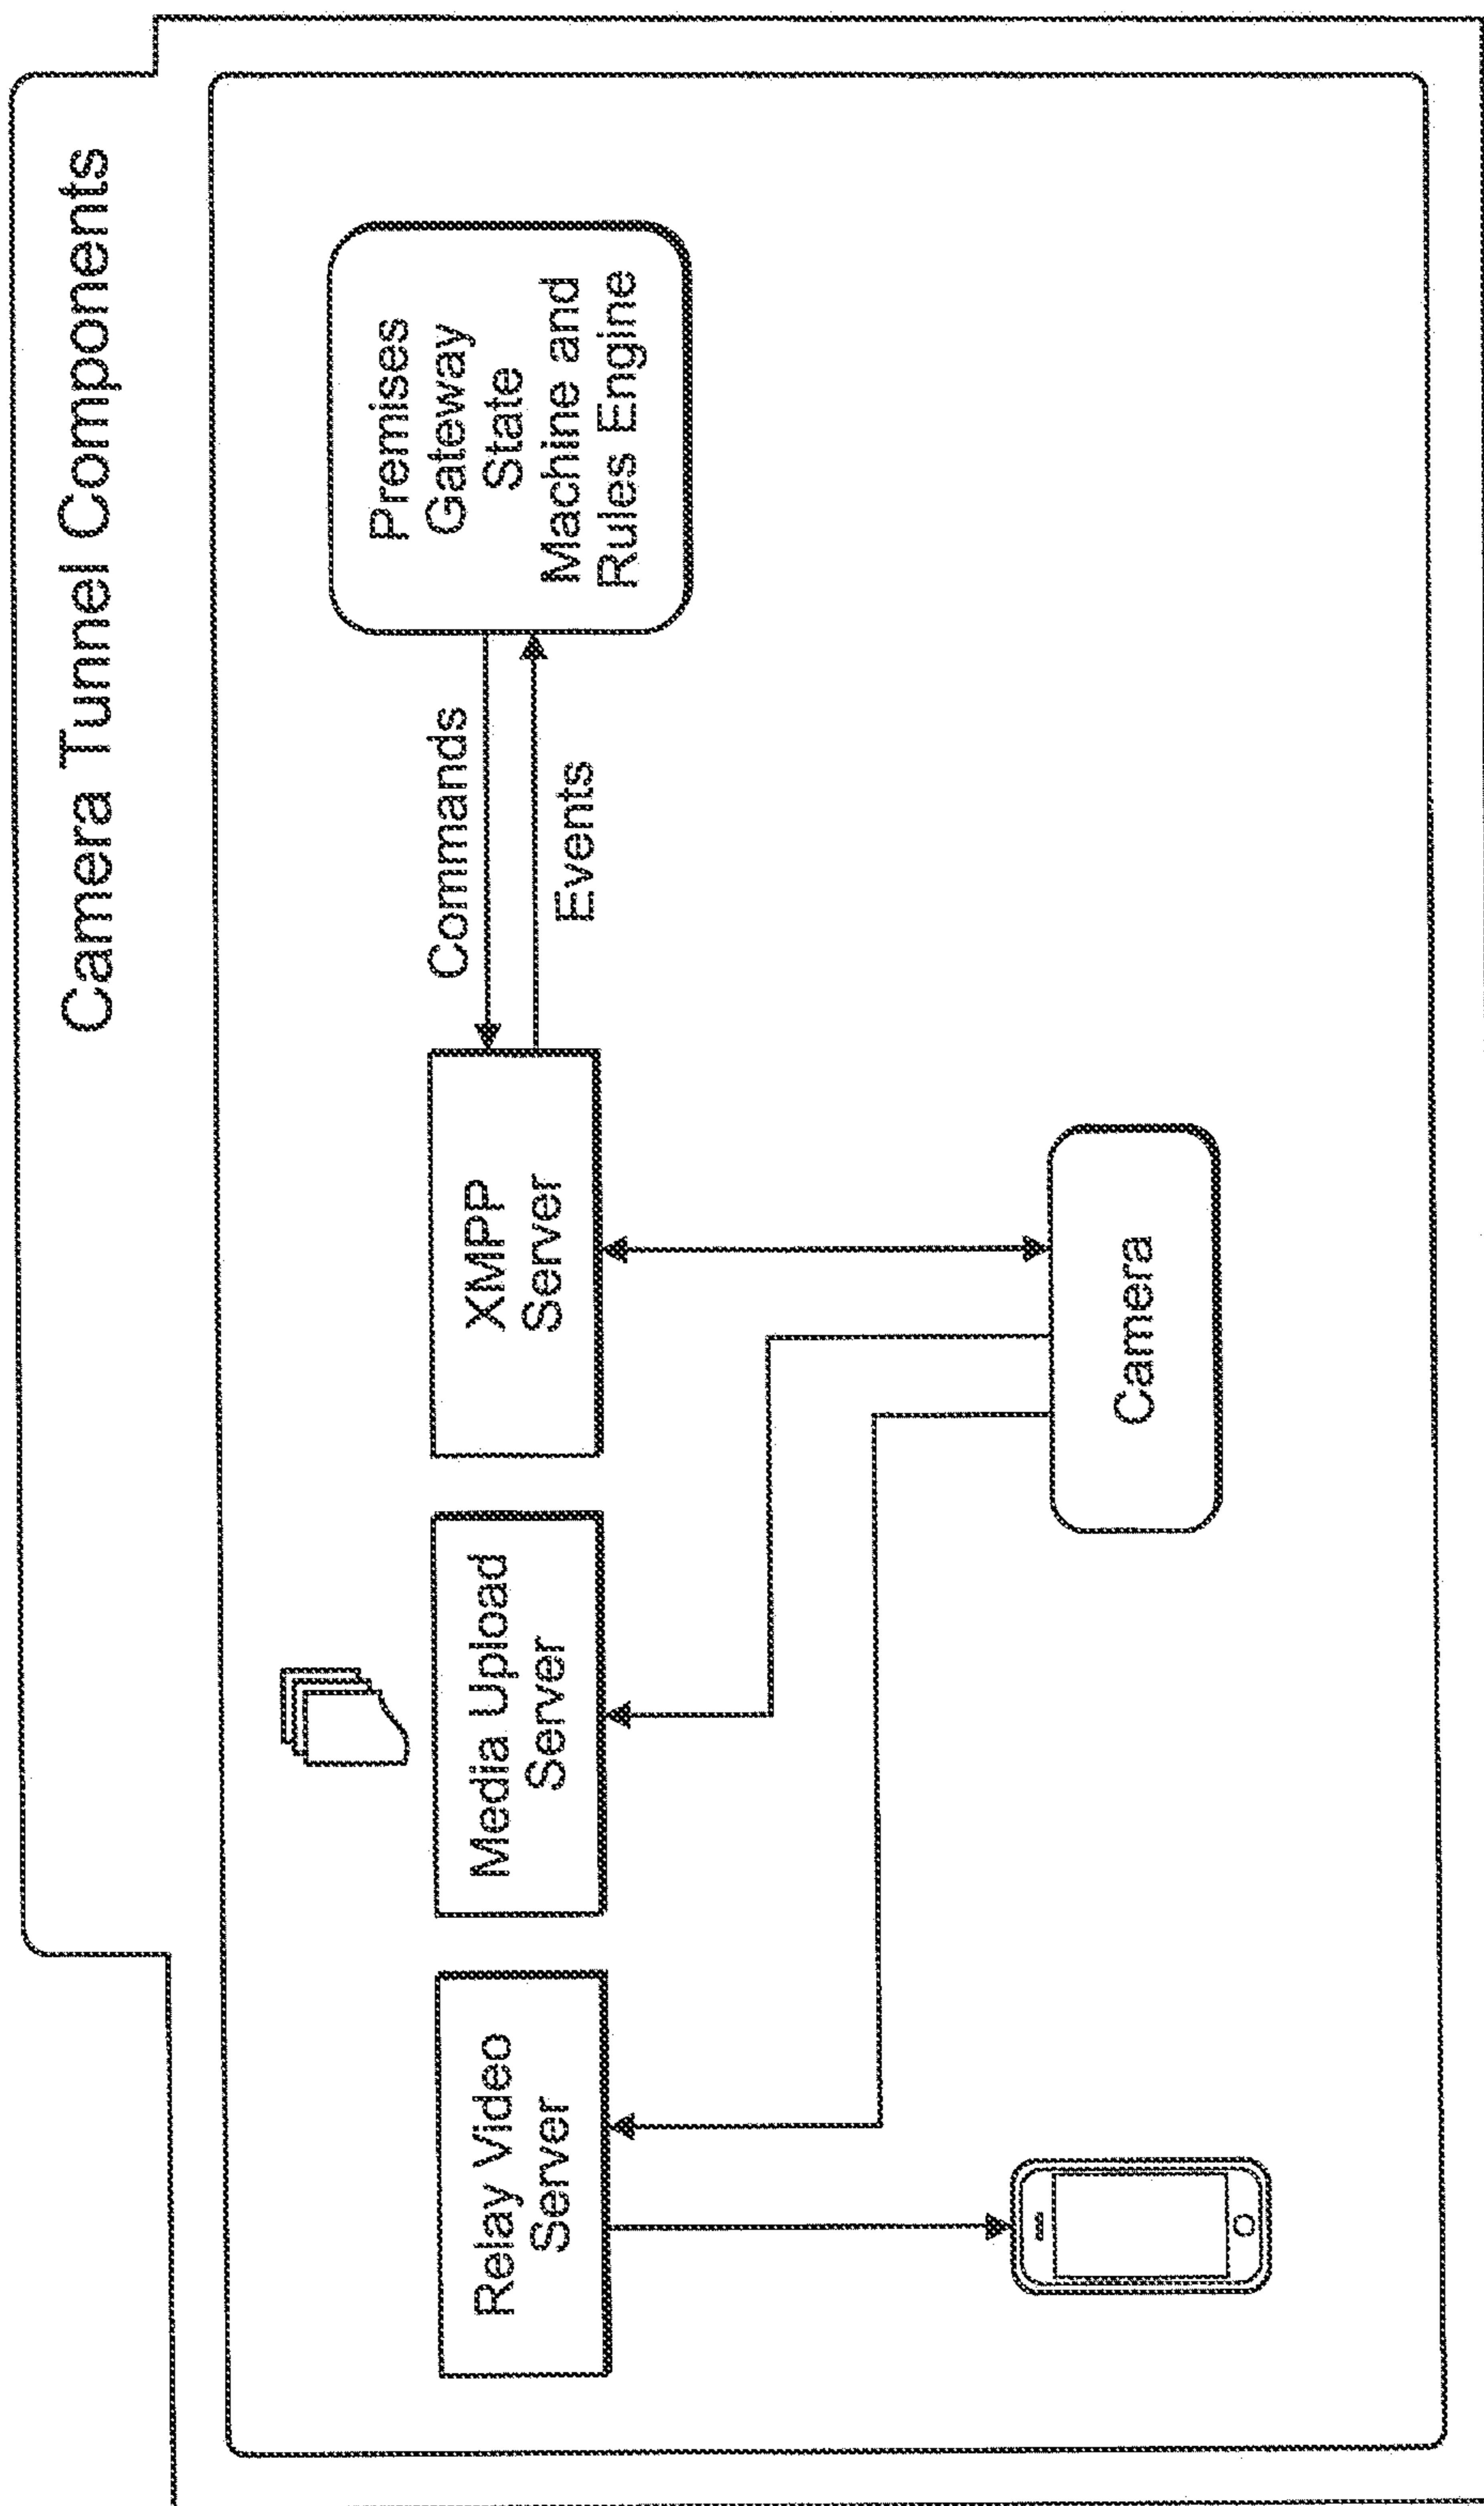 Camera Tunnel Components
Relay Video
Server
Media Upload
Server
XMPP
Server
Commands
Events
Premises
Gateway
State
Machine and
Rules Engine
Camera